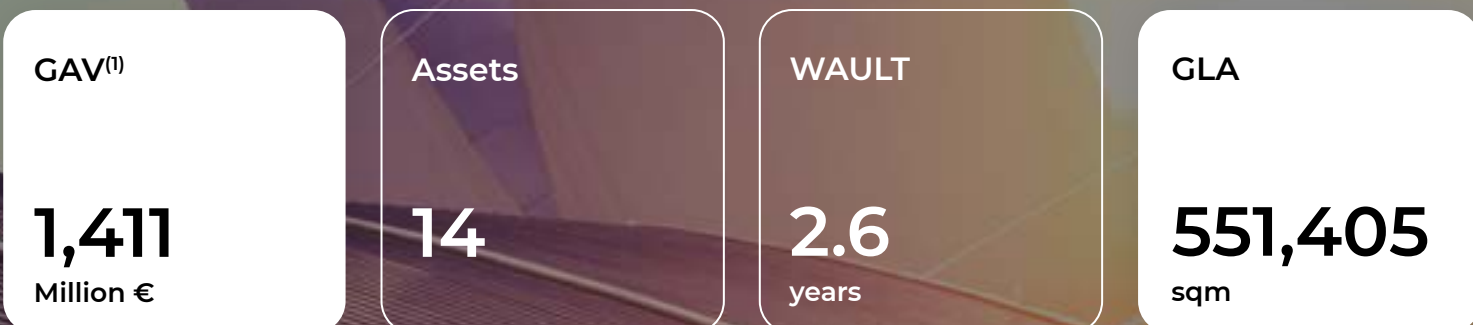 GAV(1)
1,411
Million €
Assets
14
WAULT
2.6
years
GLA
551,405
sqm